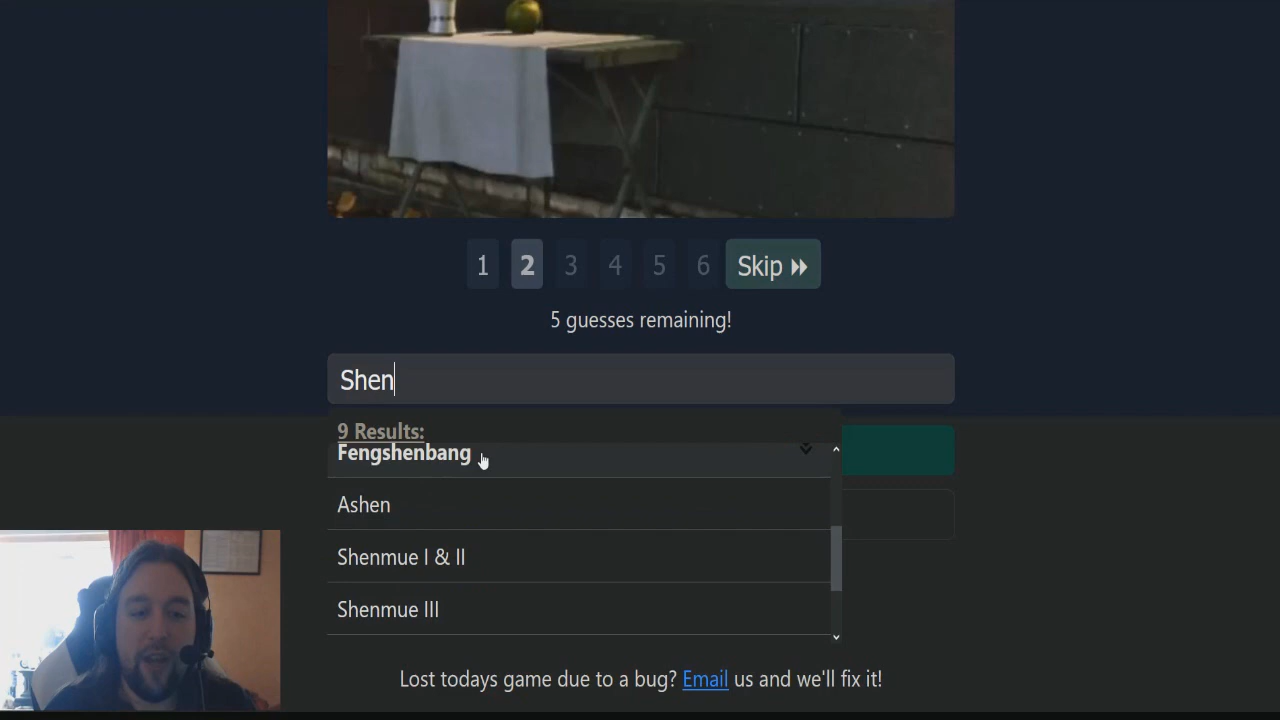 1 2 3 4 5 6 Skip
5 guesses remaining!
Shen
9 Results:
Fengshenbang
Ashen
Shenmue I & II
Shenmue III
Lost todays game due to a bug? Email us and we'll fix it!